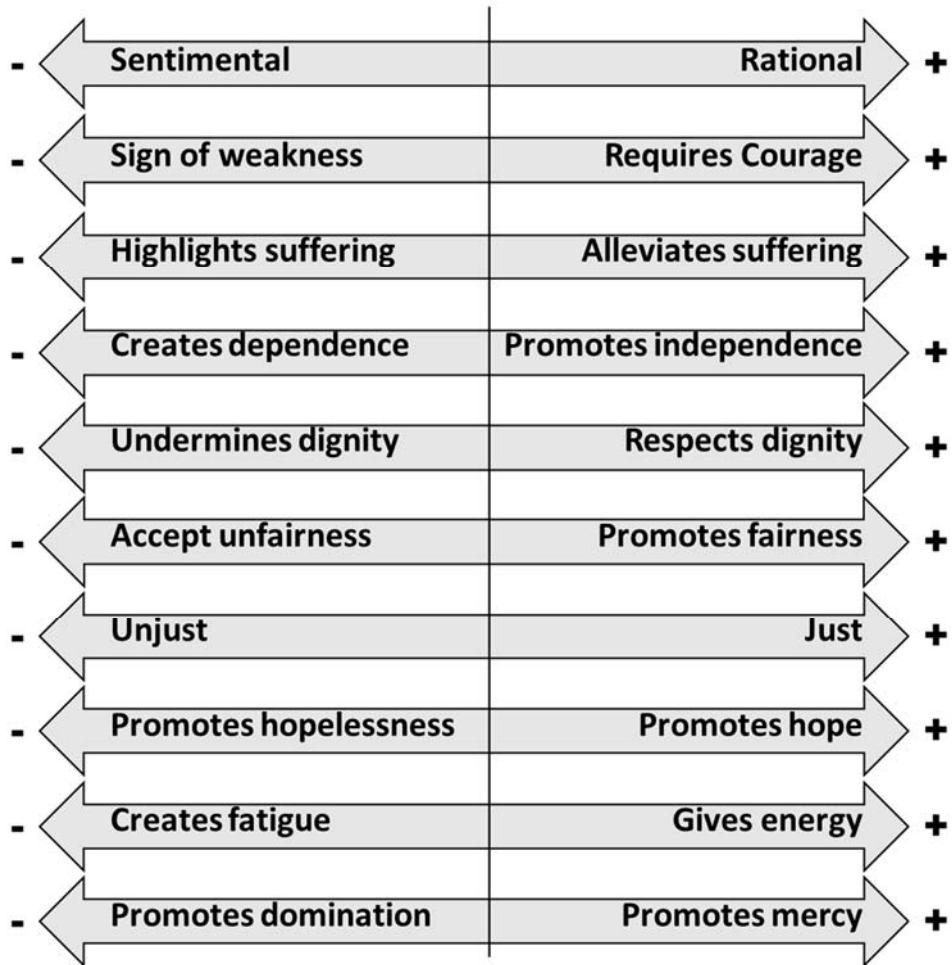 - Sentimental Rational +
- Sign of weakness Requires Courage +
- Highlights suffering Alleviates suffering +
- Creates dependence Promotes independence +
- Undermines dignity Respects dignity +
- Accept unfairness Promotes fairness +
- Unjust Just +
- Promotes hopelessness Promotes hope +
- Creates fatigue Gives energy +
- Promotes domination Promotes mercy +